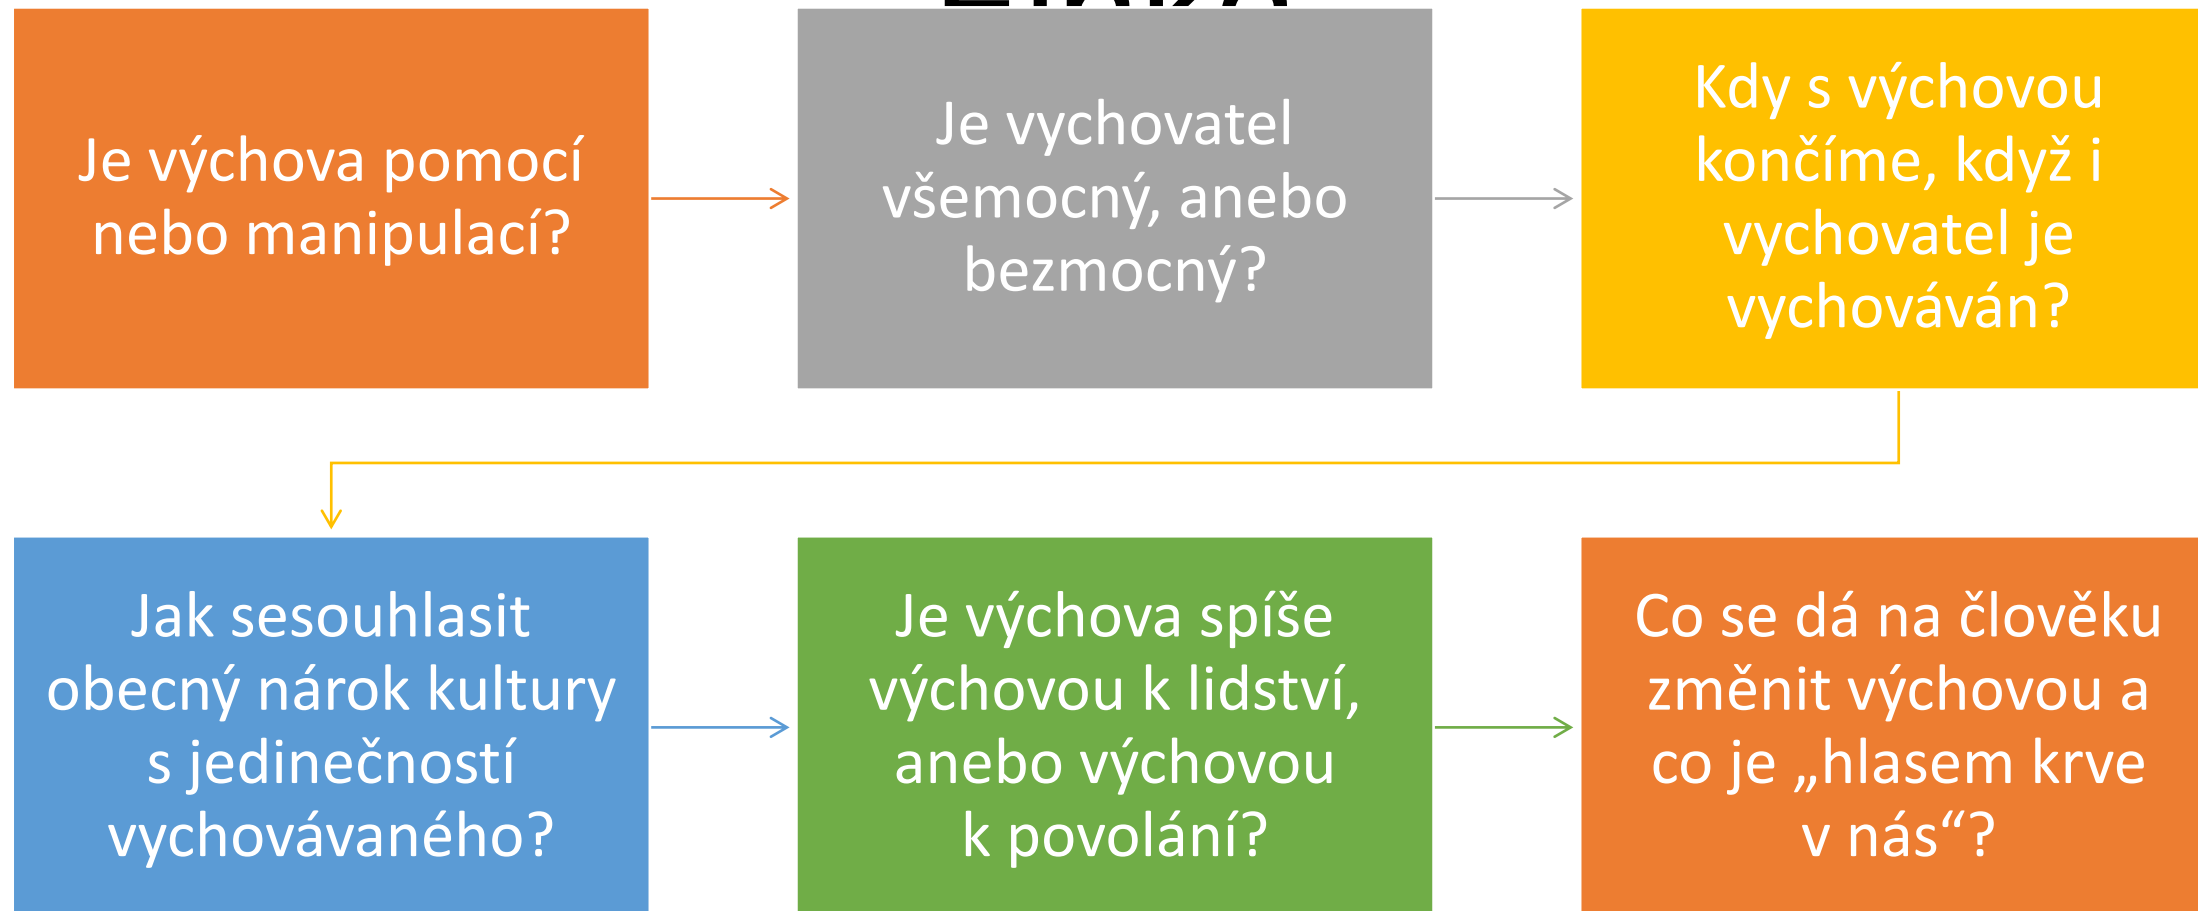 Je výchova pomocí
nebo manipulací?
Je vychovatel
všemocný, anebo
bezmocný?
Kdy s výchovou
končíme, když i
vychovatel je
vychováván?
Jak sesouhlasit
obecný nárok kultury
s jedinečností
vychovávaného?
Je výchova spíše
výchovou k lidství,
anebo výchovou
k povolání?
Co se dá na člověku
změnit výchovou a
co je „hlasem krve
v nás“?